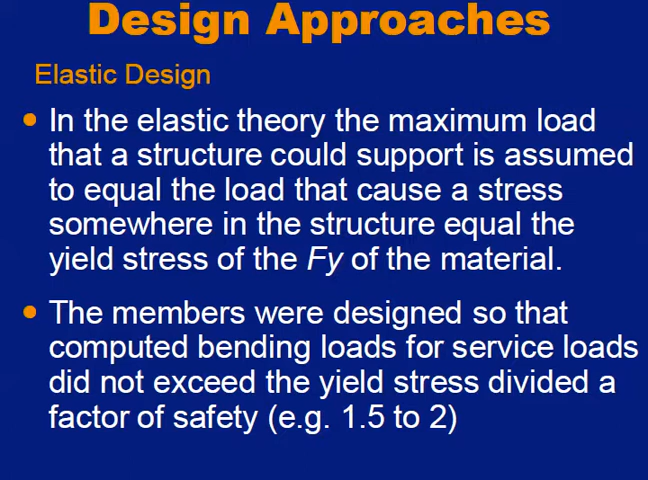 Design Approaches
Elastic Design
• In the elastic theory the maximum load
that a structure could support is assumed
to equal the load that cause a stress
somewhere in the structure equal the
yield stress of the Fy of the material.
• The members were designed so that
computed bending loads for service loads
did not exceed the yield stress divided a
factor of safety (e.g. 1.5 to 2)